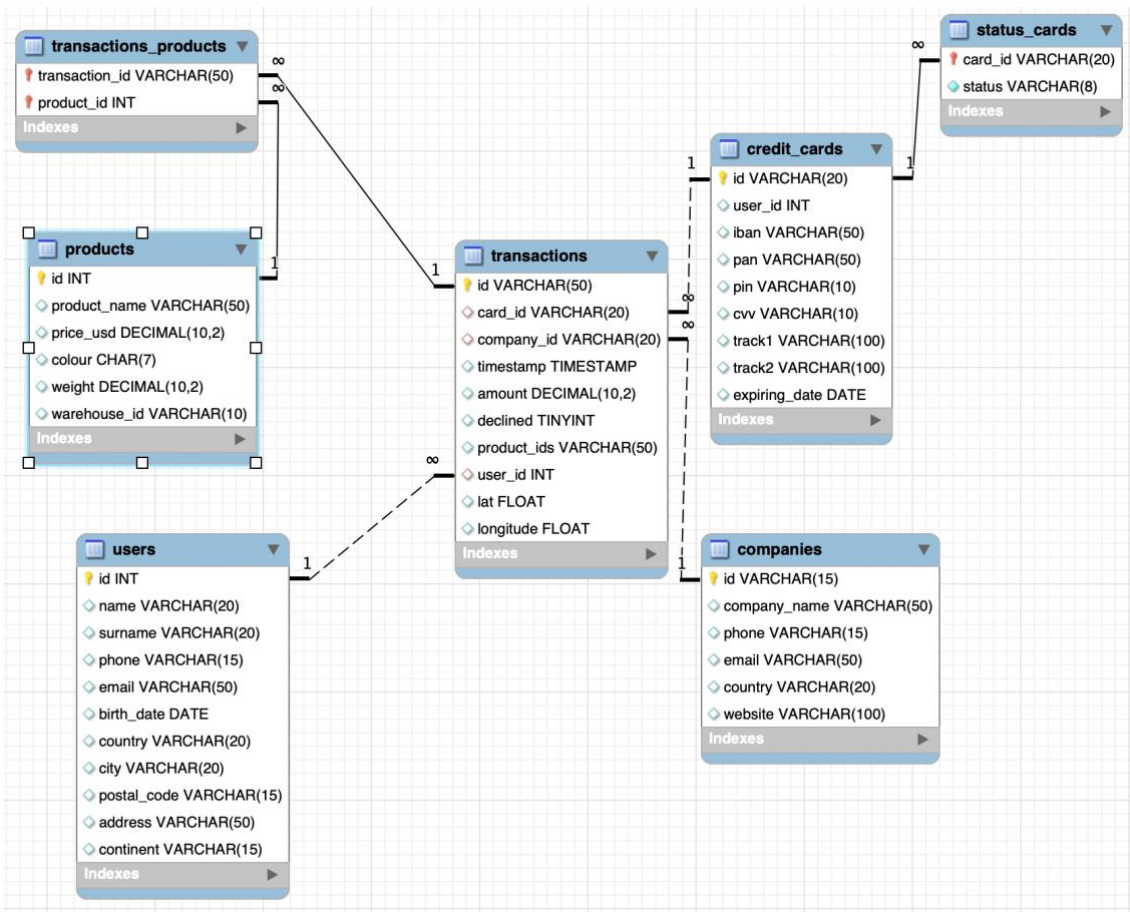 transactions_products
transaction_id VARCHAR(50)
product_id INT
Indexes
∞
∞
products
id INT
product_name VARCHAR(50)
price_usd DECIMAL(10,2)
colour CHAR(7)
weight DECIMAL(10,2)
warehouse_id VARCHAR(10)
Indexes
1
users
id INT
name VARCHAR(20)
surname VARCHAR(20)
phone VARCHAR(15)
email VARCHAR(50)
birth_date DATE
country VARCHAR(20)
city VARCHAR(20)
postal_code VARCHAR(15)
address VARCHAR(50)
continent VARCHAR(15)
Indexes
1
transactions
1
id VARCHAR(50)
card_id VARCHAR(20)
company_id VARCHAR(20)
timestamp TIMESTAMP
amount DECIMAL(10,2)
declined TINYINT
product_ids VARCHAR(50)
user_id INT
lat FLOAT
longitude FLOAT
Indexes
∞
∞
∞
status_cards
card_id VARCHAR(20)
status VARCHAR(8)
Indexes
∞
credit_cards
1
id VARCHAR(20)
1
user_id INT
iban VARCHAR(50)
pan VARCHAR(50)
pin VARCHAR(10)
cvv VARCHAR(10)
track1 VARCHAR(100)
track2 VARCHAR(100)
expiring_date DATE
Indexes
companies
1
id VARCHAR(15)
company_name VARCHAR(50)
phone VARCHAR(15)
email VARCHAR(50)
country VARCHAR(20)
website VARCHAR(100)
Indexes